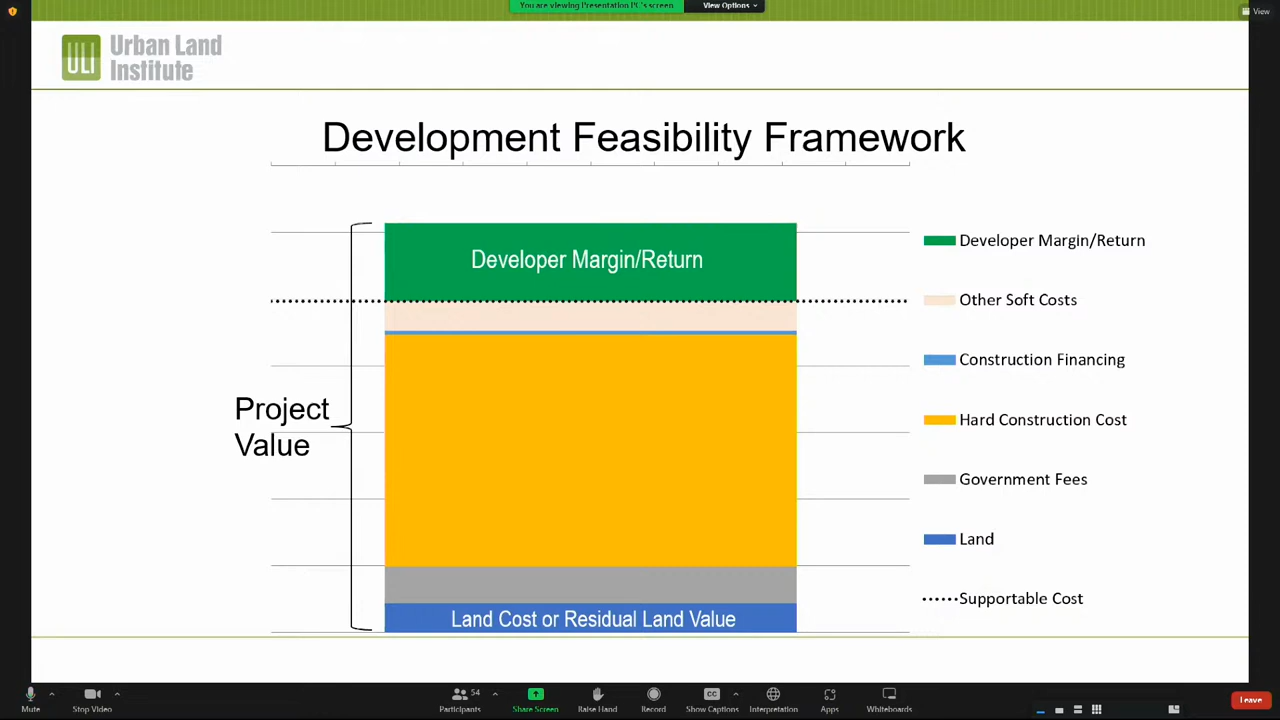 You are viewing Presentation PC's screen
View Options
View
ULI
Urban Land
Institute
Development Feasibility Framework
Developer Margin/Return
Project
Value
Land Cost or Residual Land Value
Developer Margin/Return
Other Soft Costs
Construction Financing
Hard Construction Cost
Government Fees
Land
Supportable Cost
Mute
Stop Video
54
Participants
Share Screen
Raise Hand
Record
CC
Show Captions
Interpretation
Apps
Whiteboards
Leave